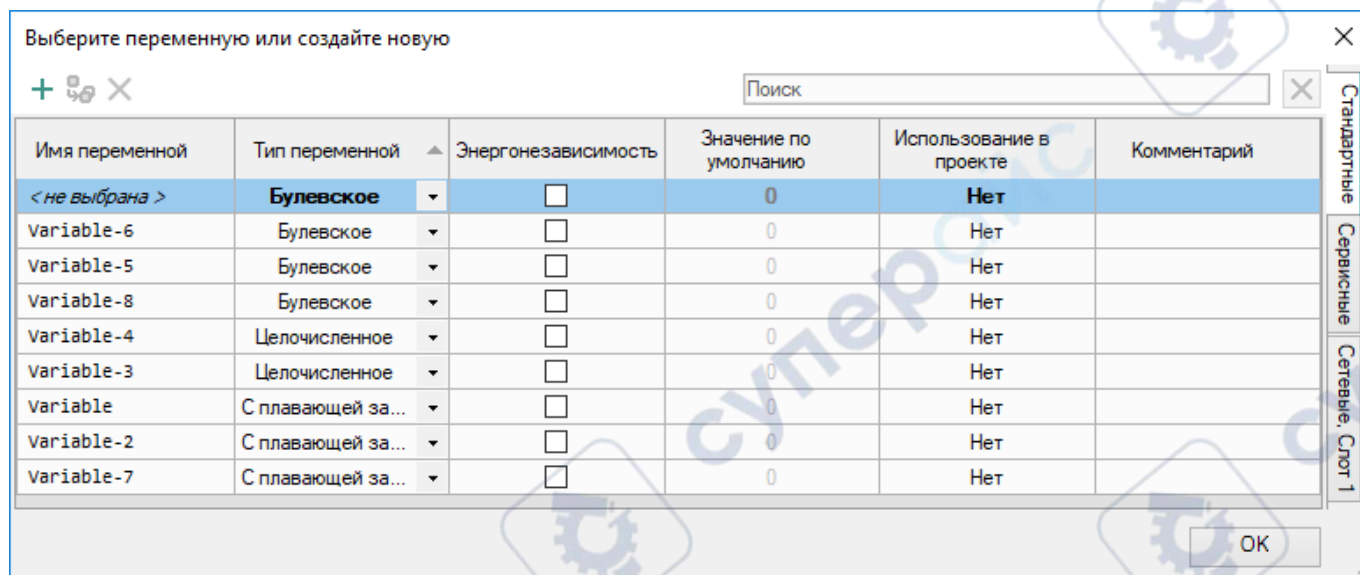 Выберите переменную или создайте новую
Поиск
Имя переменной Тип переменной Энергонезависимость Значение по умолчанию Использование в проекте Комментарий
<не выбрана> Булевское 0 Нет
Variable-6 Булевское 0 Нет
Variable-5 Булевское 0 Нет
Variable-8 Булевское 0 Нет
Variable-4 Целочисленное 0 Нет
Variable-3 Целочисленное 0 Нет
Variable С плавающей за... 0 Нет
Variable-2 С плавающей за... 0 Нет
Variable-7 С плавающей за... 0 Нет
Стандартные
Сервисные
Сетевые, Слот 1
OK
суперайс